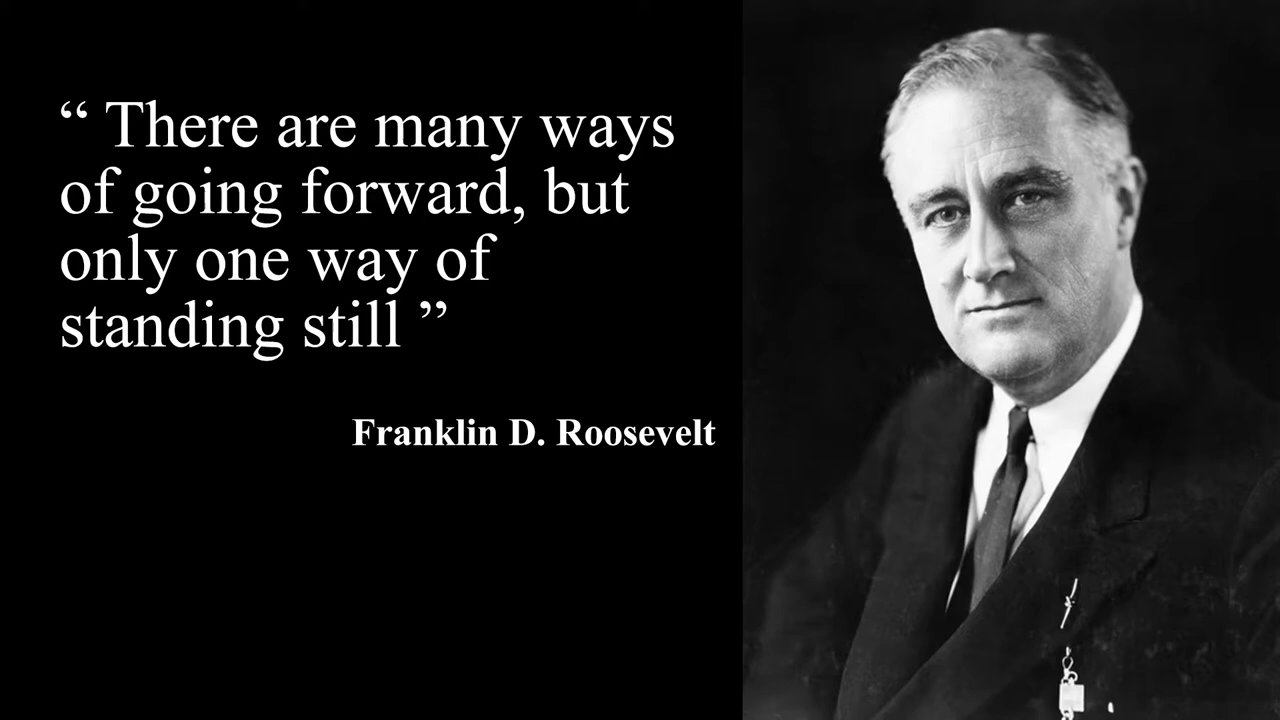 “ There are many ways
of going forward, but
only one way of
standing still ”
Franklin D. Roosevelt